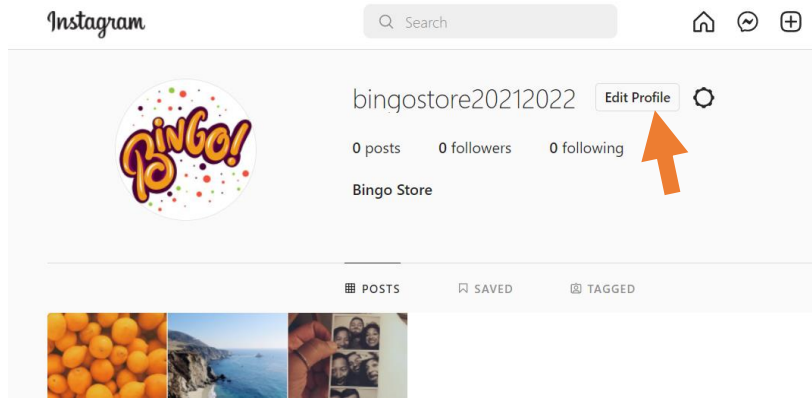 Instagram
Search
BiNGO!
bingostore20212022 Edit Profile
0 posts 0 followers 0 following
Bingo Store
POSTS SAVED TAGGED